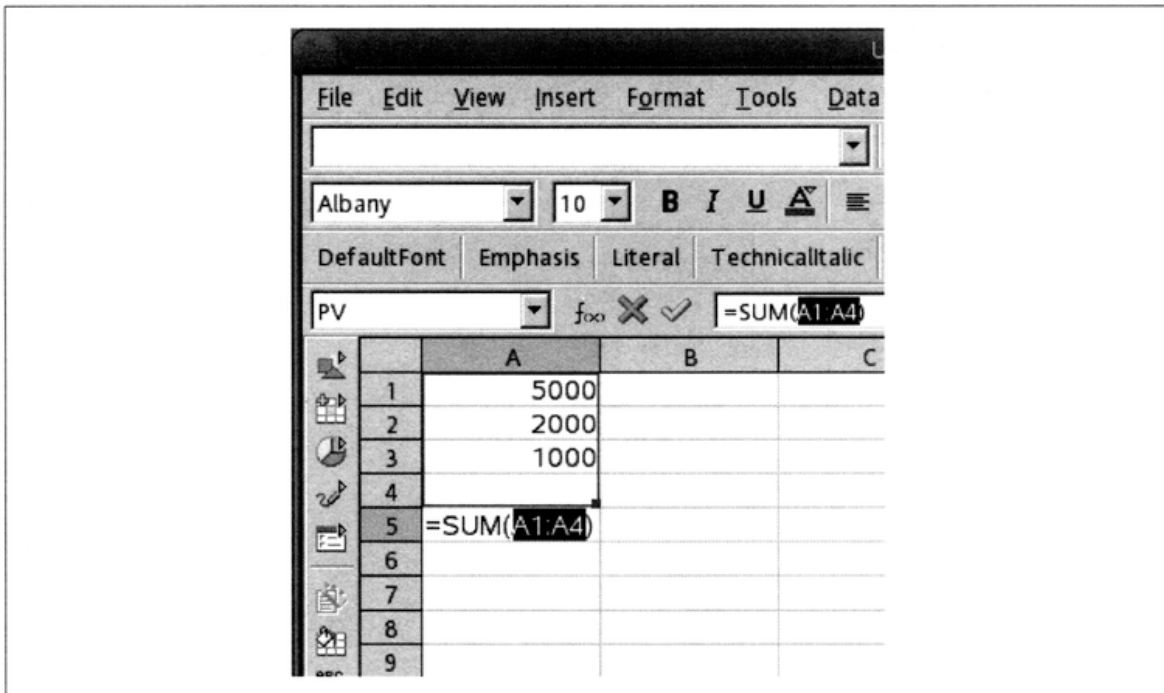 File Edit View Insert Format Tools Data
Albany 10 B I U A
DefaultFont Emphasis Literal TechnicalItalic
PV f(x) =SUM(A1:A4)
A B C
1 5000
2 2000
3 1000
4
5 =SUM(A1:A4)
6
7
8
9